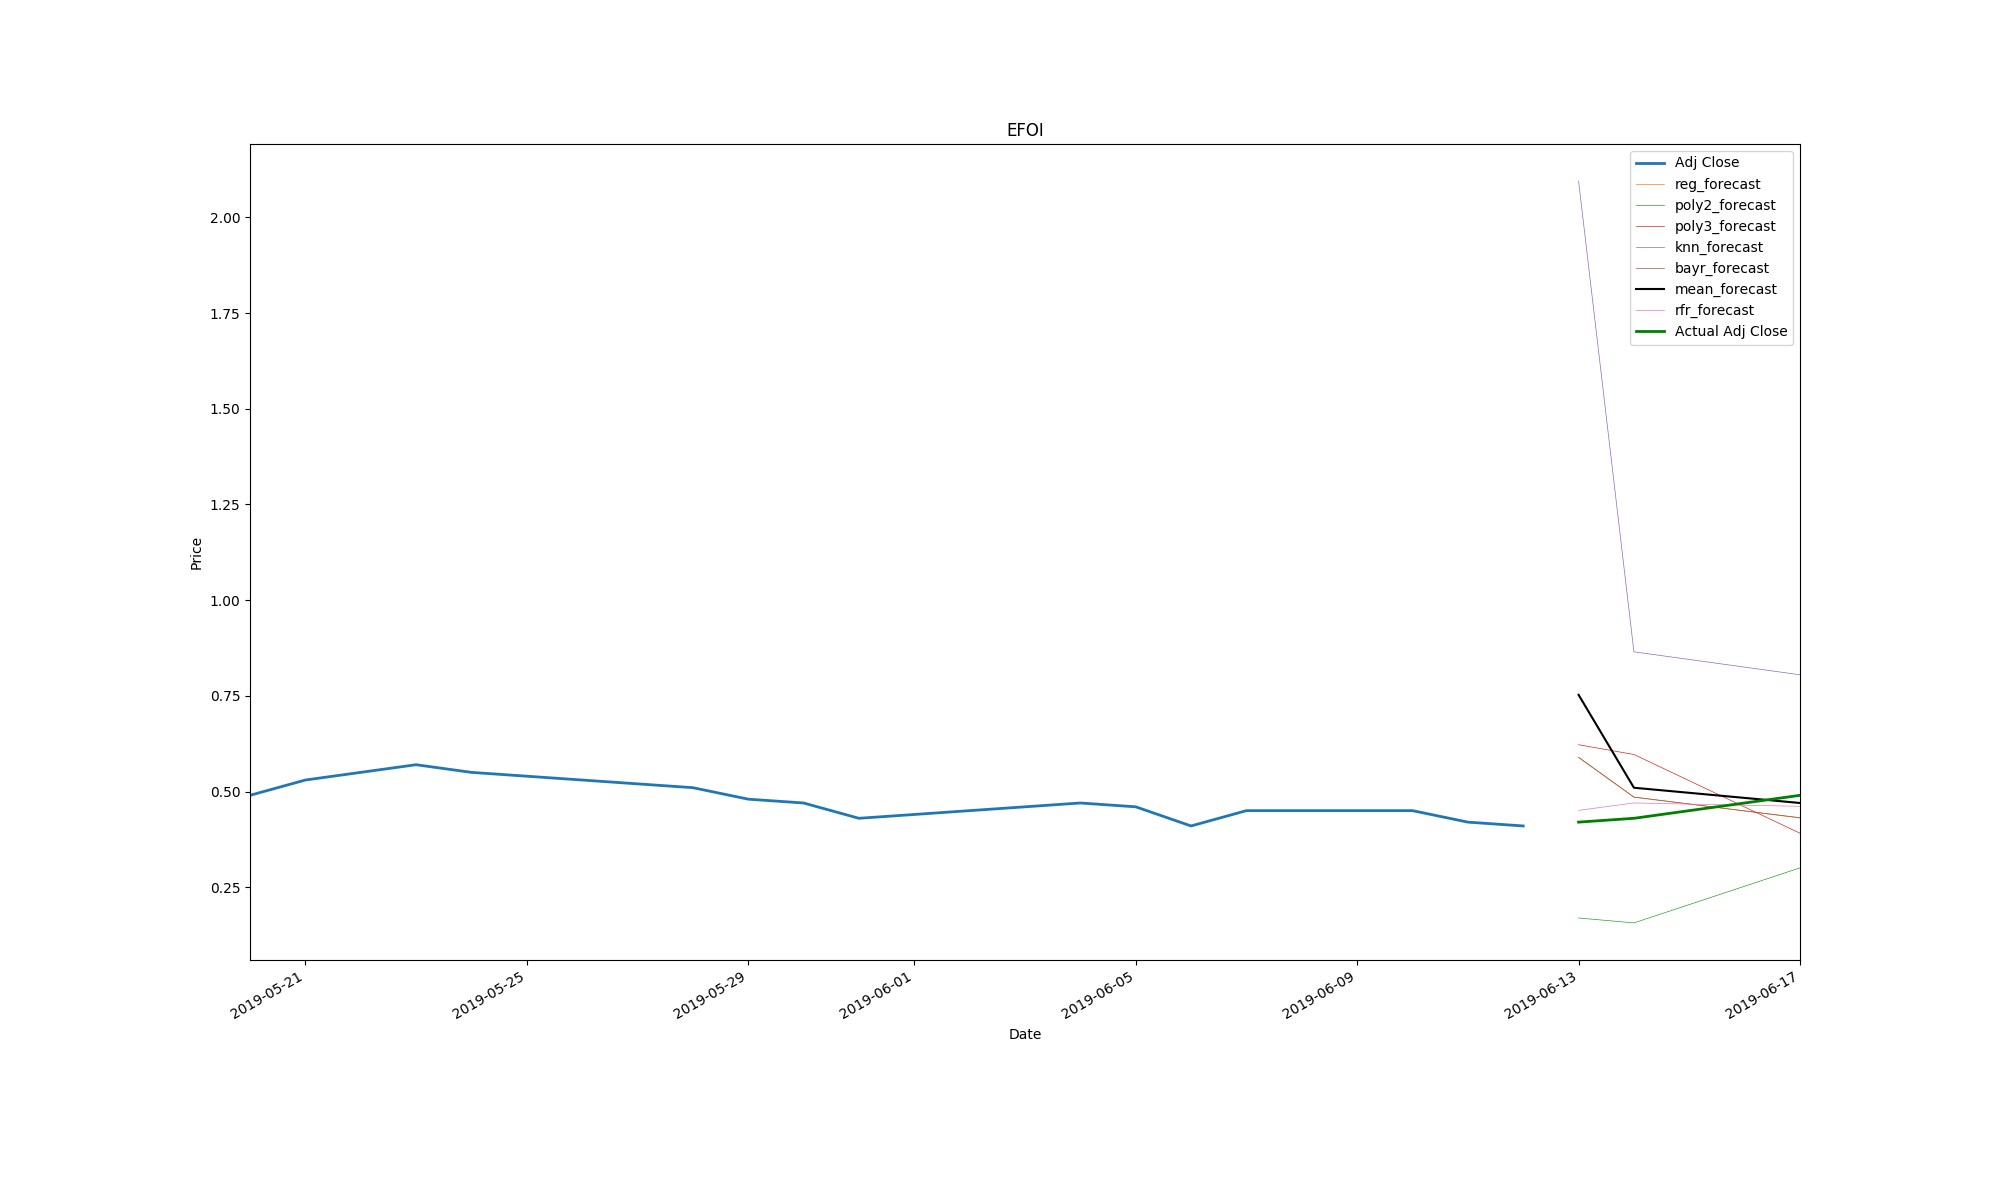 EFOI
Adj Close
reg_forecast
poly2_forecast
poly3_forecast
knn_forecast
bayr_forecast
mean_forecast
rfr_forecast
Actual Adj Close
2.00
1.75
1.50
1.25
1.00
0.75
0.50
0.25
Price
2019-05-21
2019-05-25
2019-05-29
2019-06-01
2019-06-05
2019-06-09
2019-06-13
2019-06-17
Date